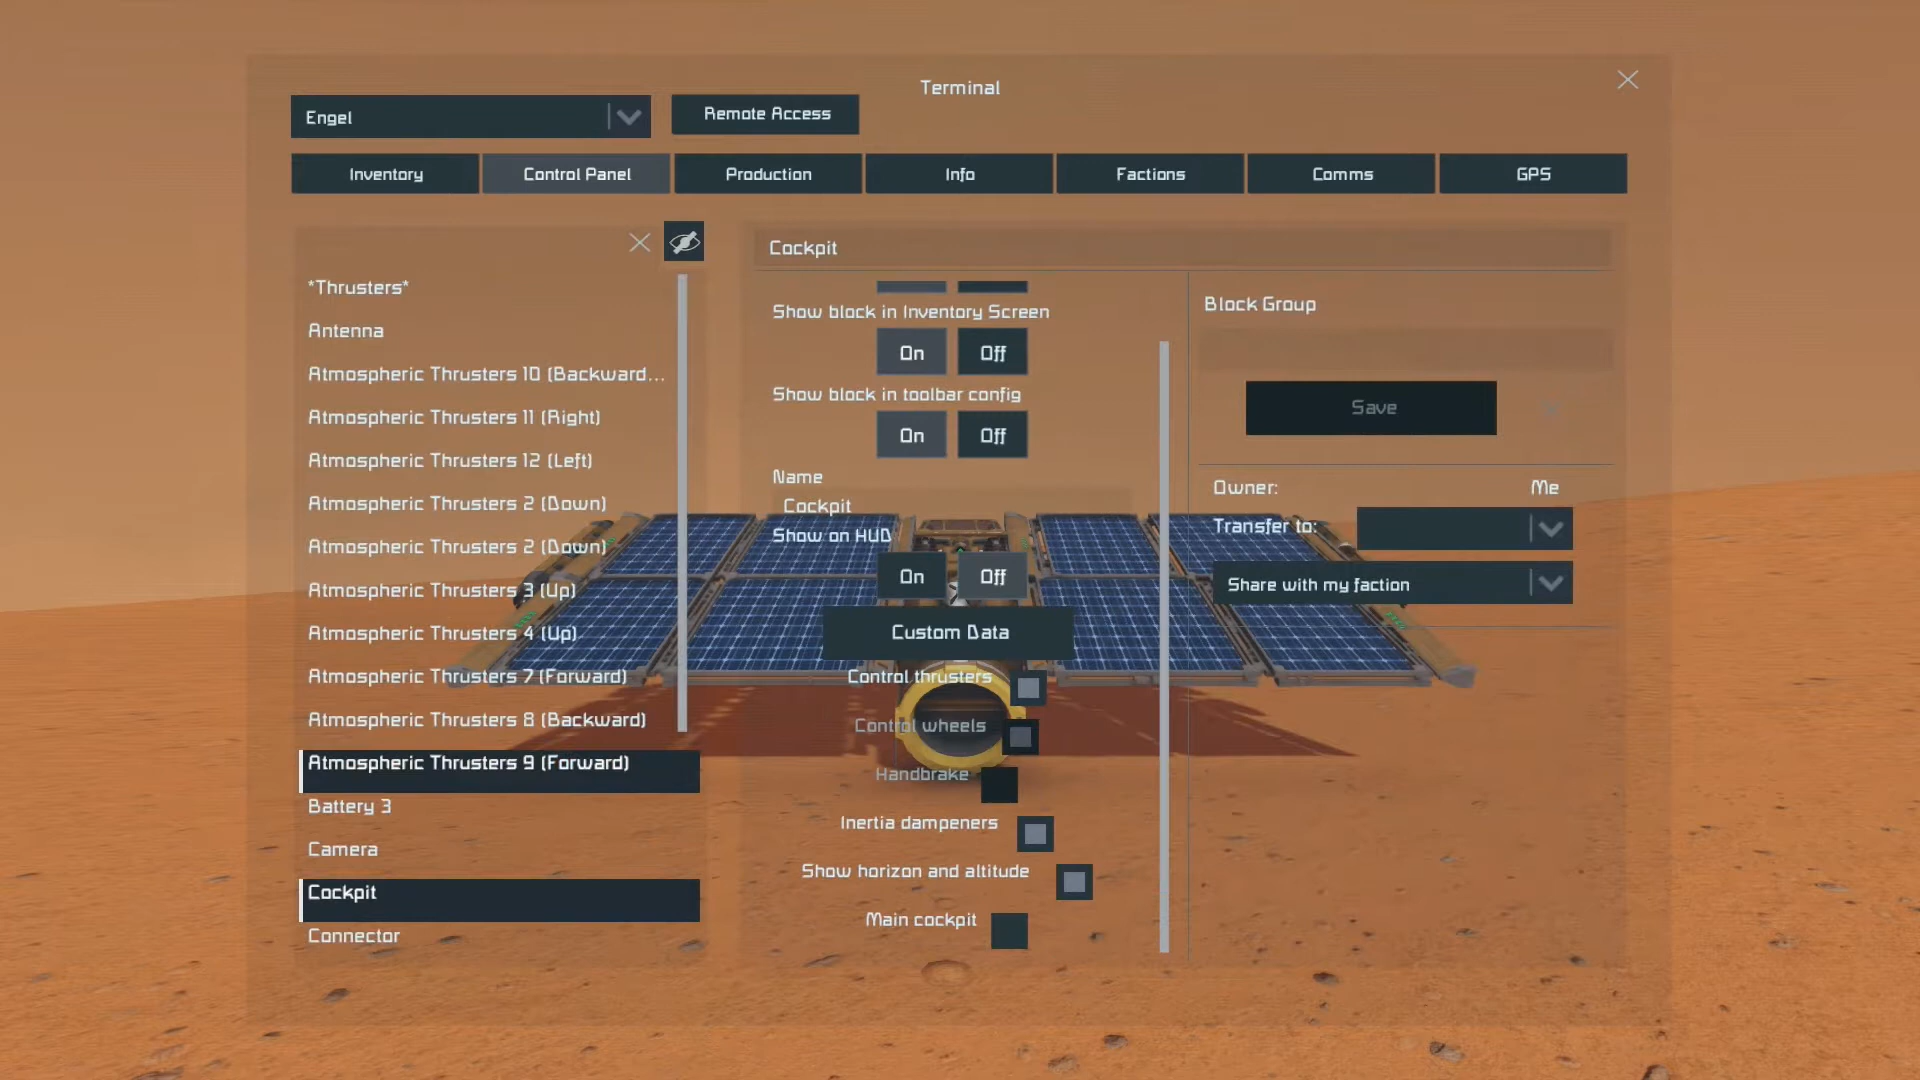 Terminal
Engel
Remote Access
Inventory
Control Panel
Production
Info
Factions
Comms
GPS
*Thrusters*
Antenna
Atmospheric Thrusters 10 (Backward...
Atmospheric Thrusters 11 (Right)
Atmospheric Thrusters 12 (Left)
Atmospheric Thrusters 2 (Down)
Atmospheric Thrusters 2 (Down)
Atmospheric Thrusters 3 (Up)
Atmospheric Thrusters 4 (Up)
Atmospheric Thrusters 7 (Forward)
Atmospheric Thrusters 8 (Backward)
Atmospheric Thrusters 9 (Forward)
Battery 3
Camera
Cockpit
Connector
Cockpit
Show block in Inventory Screen
On Off
Show block in toolbar config
On Off
Name
Cockpit
Show on HUD
On Off
Custom Data
Control thrusters
Control wheels
Handbrake
Inertia dampeners
Show horizon and altitude
Main cockpit
Block Group
Save
Owner: Me
Transfer to:
Share with my faction